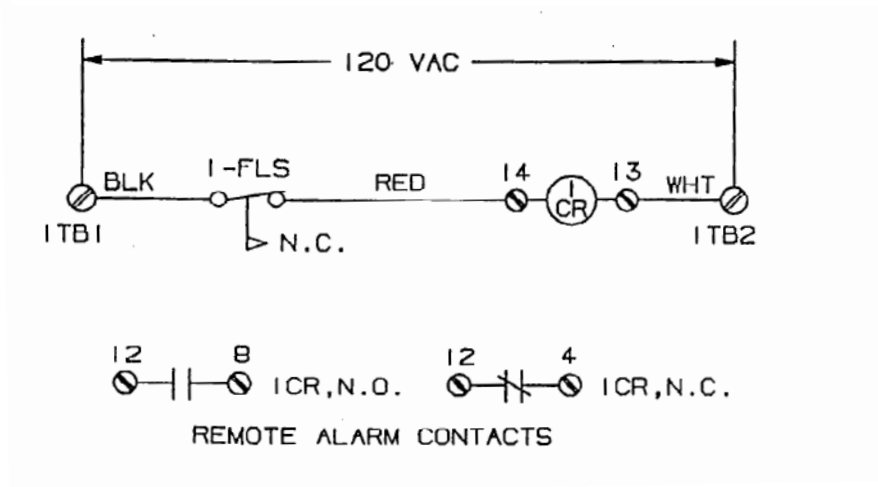 120 VAC
1-FLS
14
13
BLK
RED
1
CR
WHT
1TB1
1TB2
N.C.
12
8
12
4
1CR,N.O.
1CR,N.C.
REMOTE ALARM CONTACTS